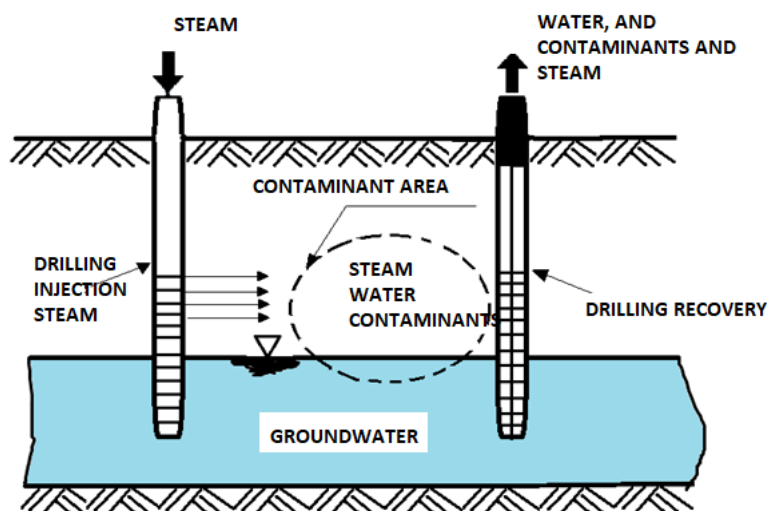 STEAM
WATER, AND
CONTAMINANTS AND
STEAM
CONTAMINANT AREA
DRILLING
INJECTION
STEAM
STEAM
WATER
CONTAMINANTS
DRILLING RECOVERY
GROUNDWATER